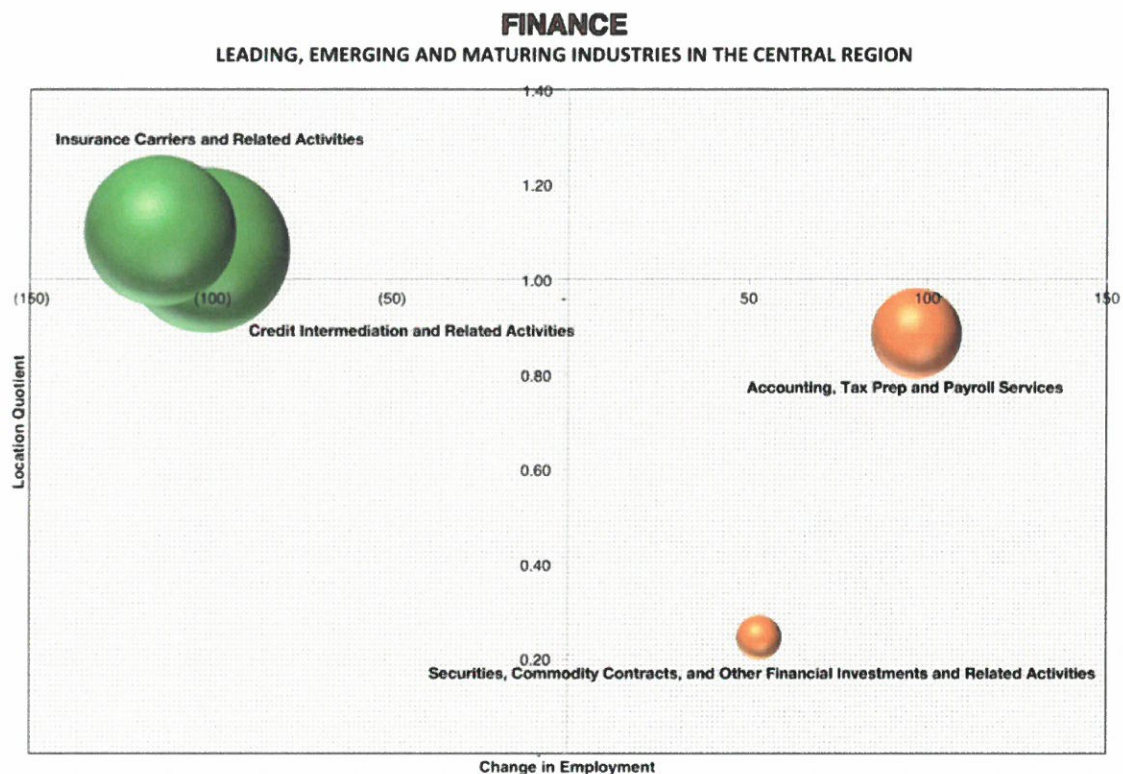 FINANCE
LEADING, EMERGING AND MATURING INDUSTRIES IN THE CENTRAL REGION
1.40
Insurance Carriers and Related Activities
1.20
1.00
(150) (100) (50) - 50 100 150
Credit Intermediation and Related Activities
0.80
Accounting, Tax Prep and Payroll Services
Location Quotient
0.60
0.40
0.20
Securities, Commodity Contracts, and Other Financial Investments and Related Activities
Change in Employment